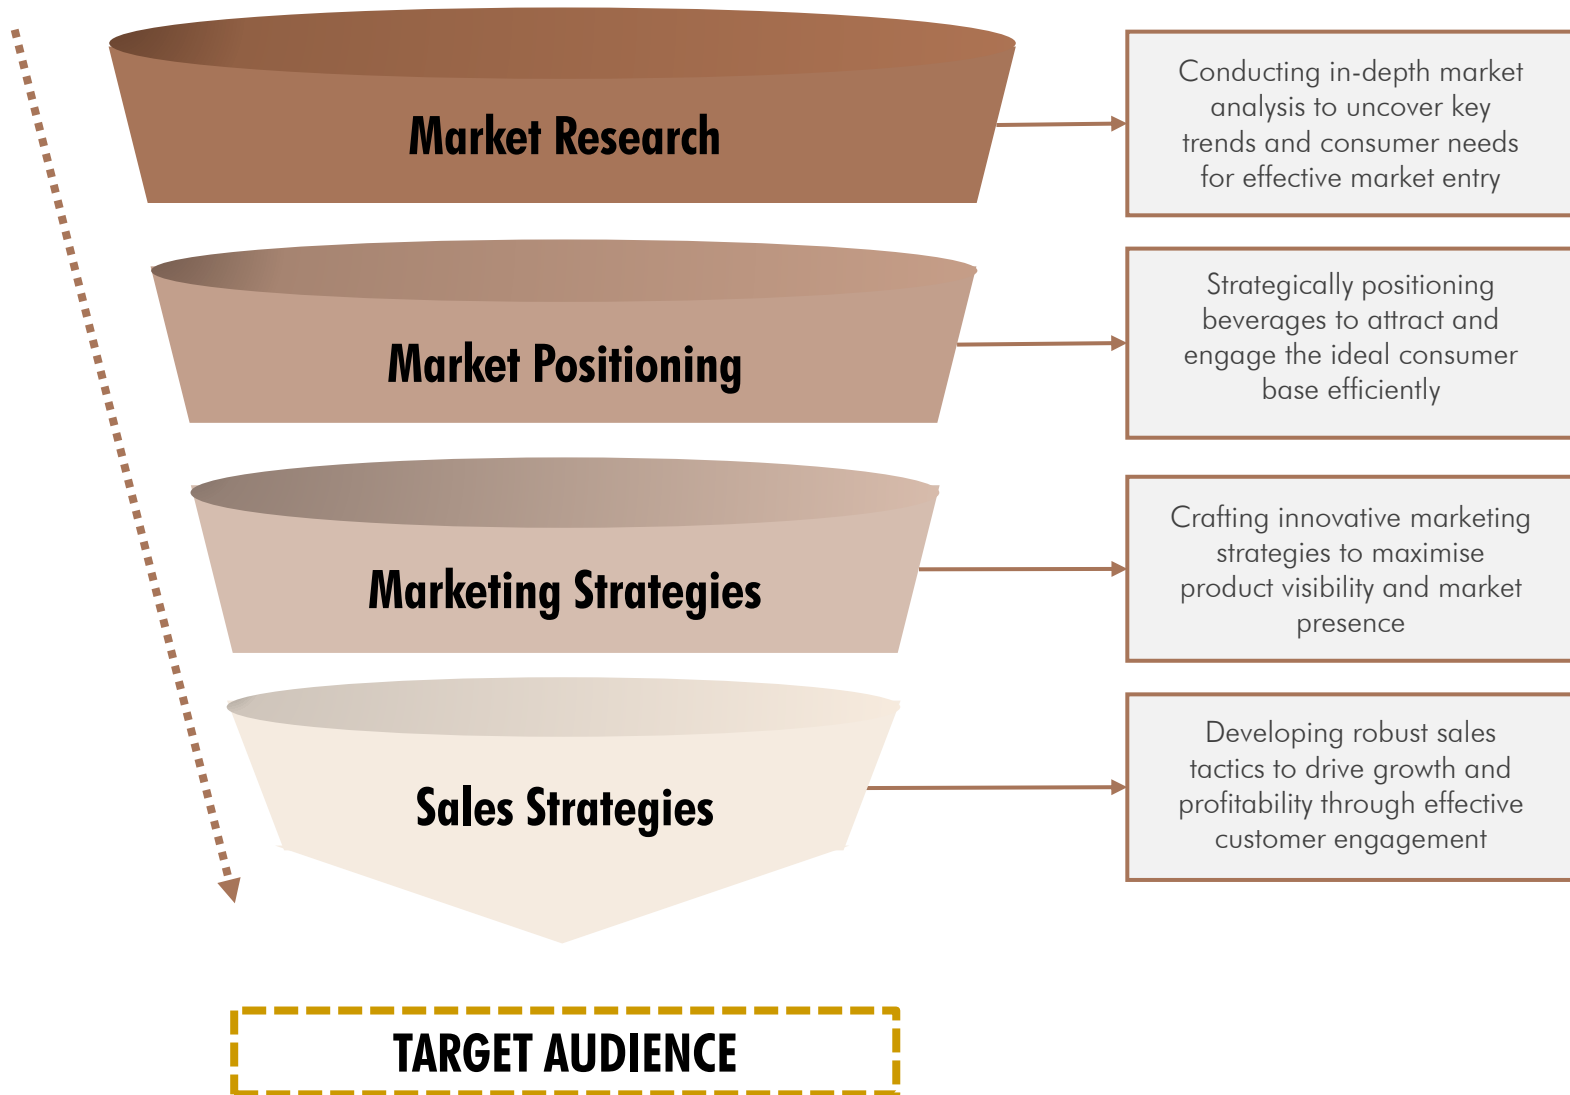 Market Research
Conducting in-depth market
analysis to uncover key
trends and consumer needs
for effective market entry
Market Positioning
Strategically positioning
beverages to attract and
engage the ideal consumer
base efficiently
Marketing Strategies
Crafting innovative marketing
strategies to maximise
product visibility and market
presence
Sales Strategies
Developing robust sales
tactics to drive growth and
profitability through effective
customer engagement
TARGET AUDIENCE